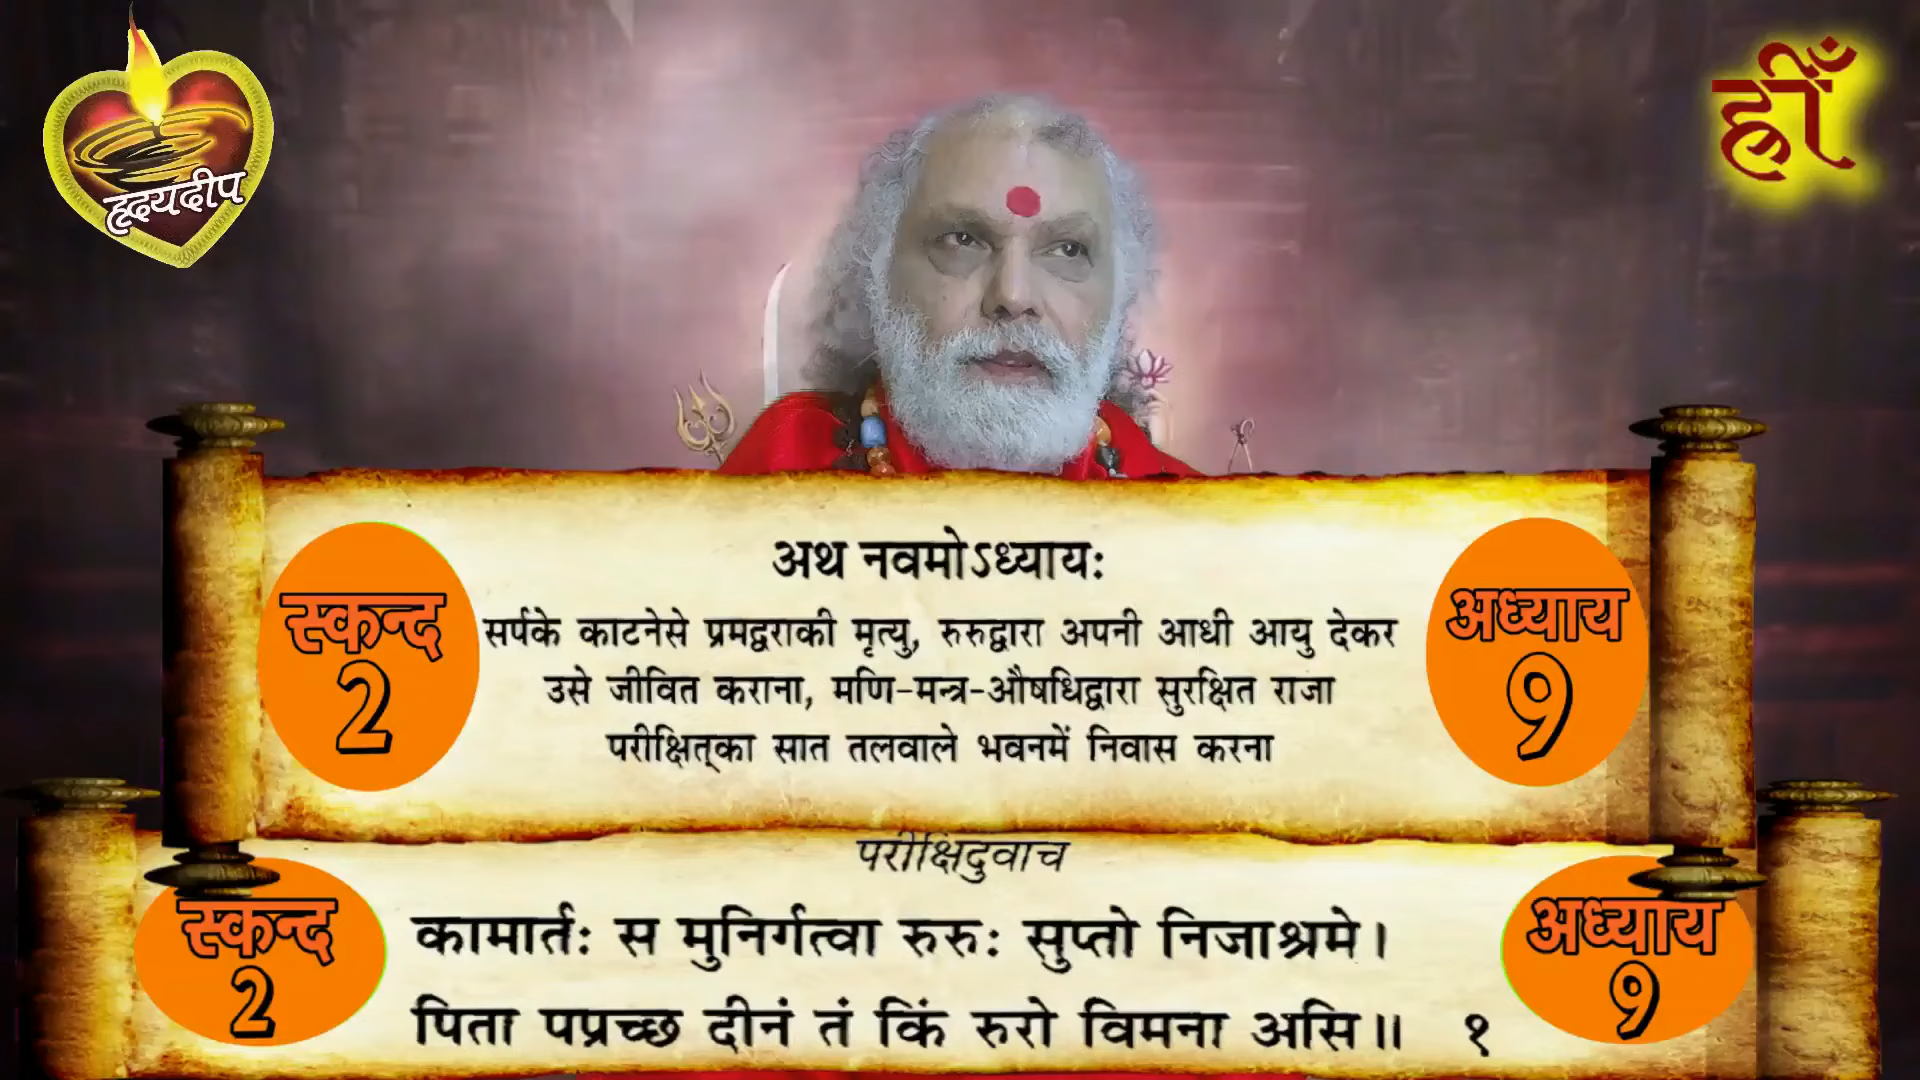 हृदयदीप
ह्रीँ
अथ नवमोऽध्यायः
स्कन्द
2
सर्पके काटनेसे प्रमद्वराकी मृत्यु, रुरुद्वारा अपनी आधी आयु देकर
उसे जीवित कराना, मणि-मन्त्र-औषधिद्वारा सुरक्षित राजा
परीक्षित्‌का सात तलवाले भवनमें निवास करना
अध्याय
9
परीक्षिदुवाच
स्कन्द
2
कामार्तः स मुनिर्गत्वा रुरुः सुप्तो निजाश्रमे।
पिता पप्रच्छ दीनं तं किं रुरो विमना असि॥ १
अध्याय
9